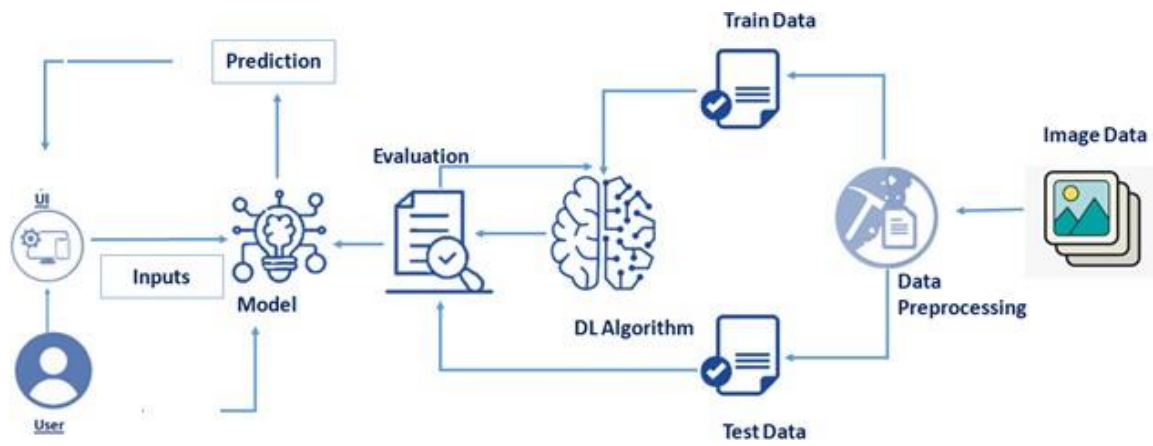 Train Data
Prediction
Image Data
Evaluation
UI
Inputs
Model
Data
Preprocessing
DL Algorithm
User
Test Data